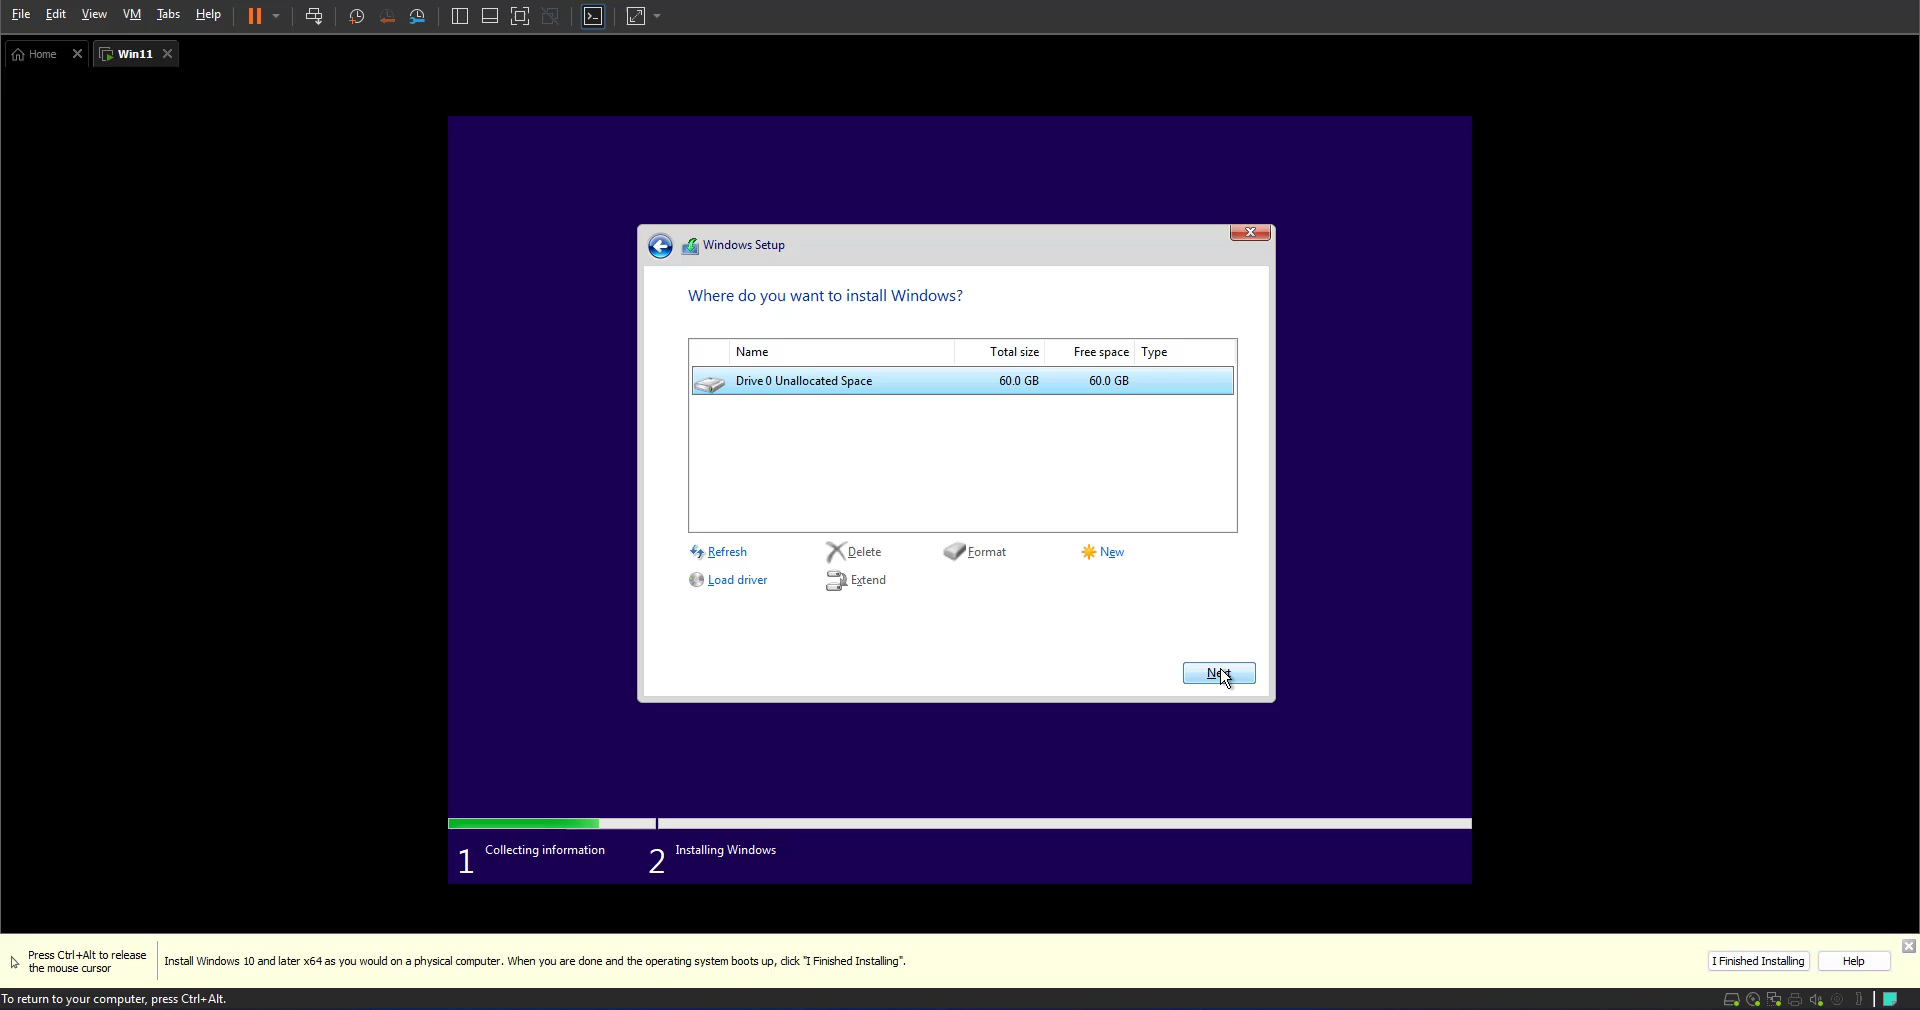 File Edit View VM Tabs Help
Home Win11
Windows Setup
Where do you want to install Windows?
Name Total size Free space Type
Drive 0 Unallocated Space 60.0 GB 60.0 GB
Refresh Delete Format New
Load driver Extend
Next
1 Collecting information 2 Installing Windows
Press Ctrl+Alt to release
the mouse cursor
Install Windows 10 and later x64 as you would on a physical computer. When you are done and the operating system boots up, click "I Finished Installing".
I Finished Installing Help
To return to your computer, press Ctrl+Alt.